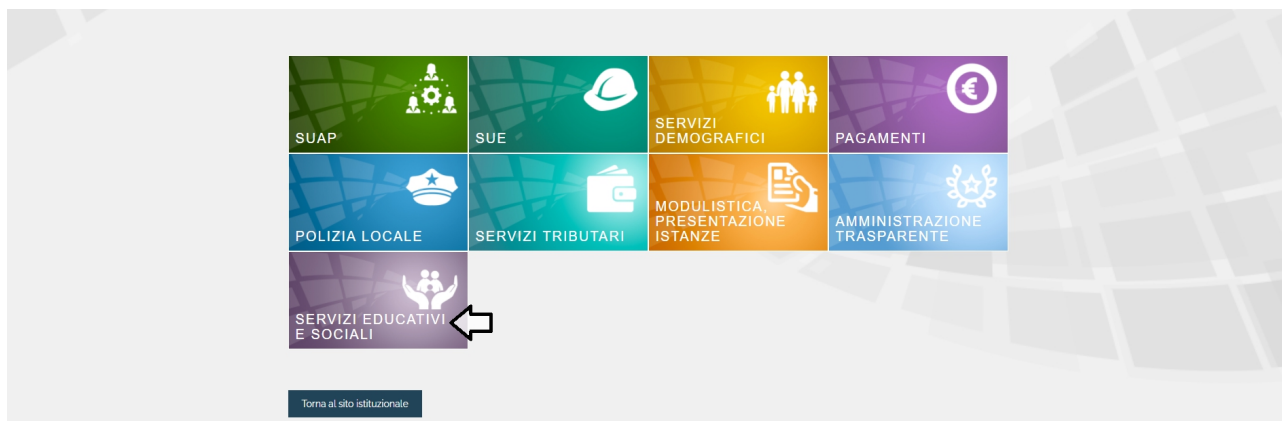 SUAP
SUE
SERVIZI
DEMOGRAFICI
PAGAMENTI
POLIZIA LOCALE
SERVIZI TRIBUTARI
MODULISTICA,
PRESENTAZIONE
ISTANZE
AMMINISTRAZIONE
TRASPARENTE
SERVIZI EDUCATIVI
E SOCIALI
Torna al sito istituzionale